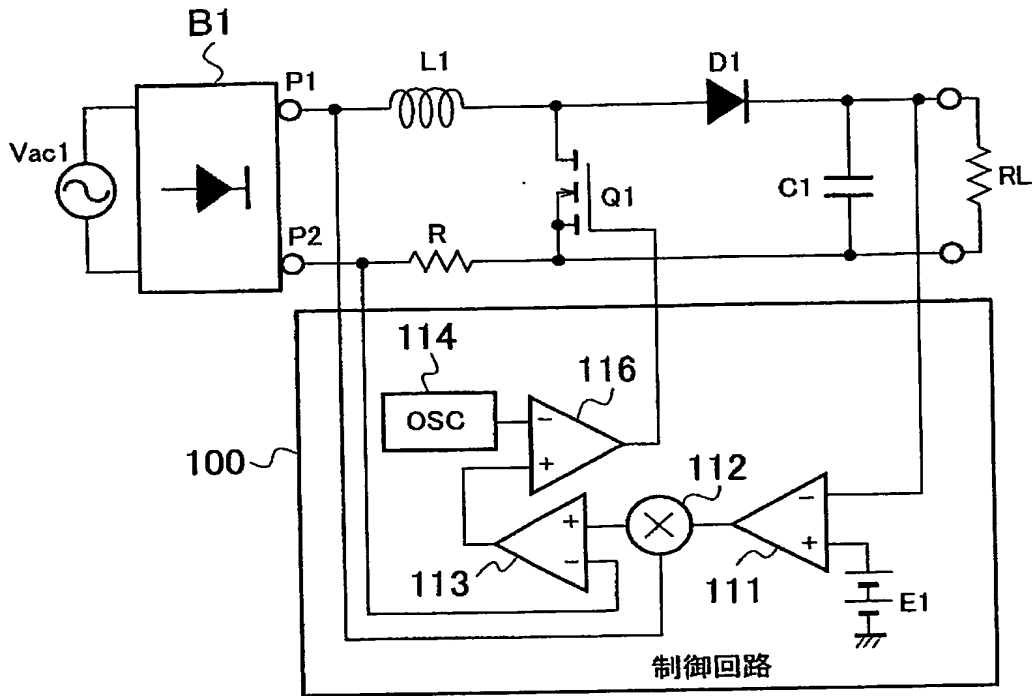 B1
P1
L1
D1
Vac1
Q1
C1
RL
P2
R
114
116
OSC
−
+
100
112
−
+
+
−
113
111
E1
制御回路